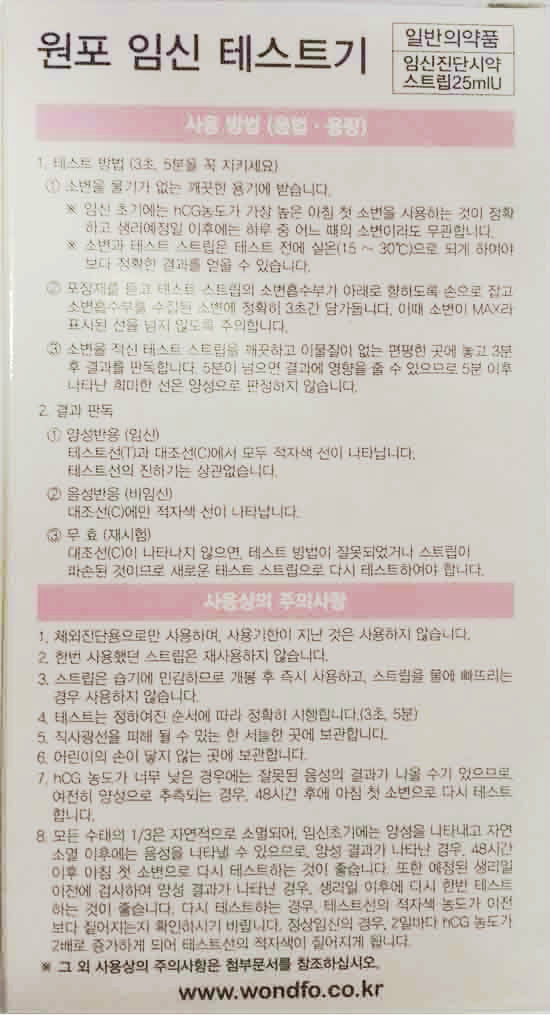 원포 임신 테스트기
일반의약품
임신진단시약
스트립25mIU
사용 방법 (용법 · 용량)
1. 테스트 방법 (3초, 5분을 꼭 지키세요)
① 소변을 물기가 없는 깨끗한 용기에 받습니다.
※ 임신 초기에는 hCG농도가 가장 높은 아침 첫 소변을 사용하는 것이 정확
하고 생리예정일 이후에는 하루 중 어느 때의 소변이라도 무관합니다.
※ 소변과 테스트 스트립은 테스트 전에 실온(15 ~ 30℃)으로 되게 하여야
보다 정확한 결과를 얻을 수 있습니다.
② 포장재를 뜯고 테스트 스트립의 소변흡수부가 아래로 향하도록 손으로 잡고
소변흡수부를 수집된 소변에 정확히 3초간 담가둡니다. 이때 소변이 MAX라
표시된 선을 넘지 않도록 주의합니다.
③ 소변을 적신 테스트 스트립을 깨끗하고 이물질이 없는 편평한 곳에 놓고 3분
후 결과를 판독합니다. 5분이 넘으면 결과에 영향을 줄 수 있으므로 5분 이후
나타난 희미한 선은 양성으로 판정하지 않습니다.
2. 결과 판독
① 양성반응 (임신)
테스트선(T)과 대조선(C)에서 모두 적자색 선이 나타납니다.
테스트선의 진하기는 상관없습니다.
② 음성반응 (비임신)
대조선(C)에만 적자색 선이 나타납니다.
③ 무 효 (재시험)
대조선(C)이 나타나지 않으면, 테스트 방법이 잘못되었거나 스트립이
파손된 것이므로 새로운 테스트 스트립으로 다시 테스트하여야 합니다.
사용상의 주의사항
1. 체외진단용으로만 사용하며, 사용기한이 지난 것은 사용하지 않습니다.
2. 한번 사용했던 스트립은 재사용하지 않습니다.
3. 스트립은 습기에 민감하므로 개봉 후 즉시 사용하고, 스트립을 물에 빠뜨리는
경우 사용하지 않습니다.
4. 테스트는 정하여진 순서에 따라 정확히 시행합니다.(3초, 5분)
5. 직사광선을 피해 될 수 있는 한 서늘한 곳에 보관합니다.
6. 어린이의 손이 닿지 않는 곳에 보관합니다.
7. hCG 농도가 너무 낮은 경우에는 잘못된 음성의 결과가 나올 수가 있으므로,
여전히 양성으로 추측되는 경우, 48시간 후에 아침 첫 소변으로 다시 테스트
합니다.
8. 모든 수태의 1/3은 자연적으로 소멸되어, 임신초기에는 양성을 나타내고 자연
소멸 이후에는 음성을 나타낼 수 있으므로, 양성 결과가 나타난 경우, 48시간
이후 아침 첫 소변으로 다시 테스트하는 것이 좋습니다. 또한 예정된 생리일
이전에 검사하여 양성 결과가 나타난 경우, 생리일 이후에 다시 한번 테스트
하는 것이 좋습니다. 다시 테스트하는 경우, 테스트선의 적자색 농도가 이전
보다 짙어지는지 확인하시기 바랍니다. 정상임신의 경우, 2일마다 hCG 농도가
2배로 증가하게 되어 테스트선의 적자색이 짙어지게 됩니다.
※ 그 외 사용상의 주의사항은 첨부문서를 참조하십시오.
www.wondfo.co.kr